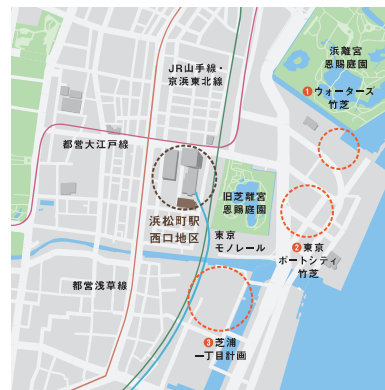 浜離宮
恩賜庭園
JR山手線・
京浜東北線
❶ウォーターズ
竹芝
都営大江戸線
旧芝離宮
恩賜庭園
浜松町駅
西口地区
東京
モノレール
❷東京
ポートシティ
竹芝
都営浅草線
❸芝浦
一丁目計画